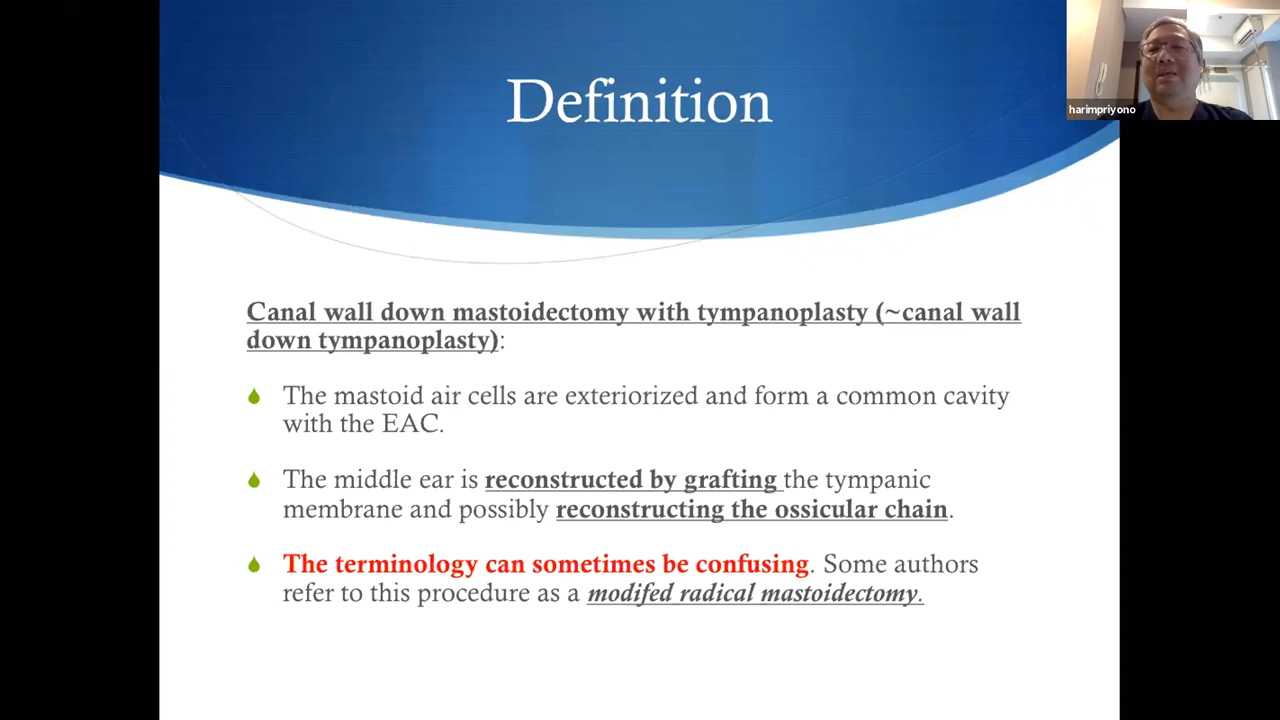 Definition
harimpriyono
Canal wall down mastoidectomy with tympanoplasty (~canal wall
down tympanoplasty):
The mastoid air cells are exteriorized and form a common cavity
with the EAC.
The middle ear is reconstructed by grafting the tympanic
membrane and possibly reconstructing the ossicular chain.
The terminology can sometimes be confusing. Some authors
refer to this procedure as a modifed radical mastoidectomy.